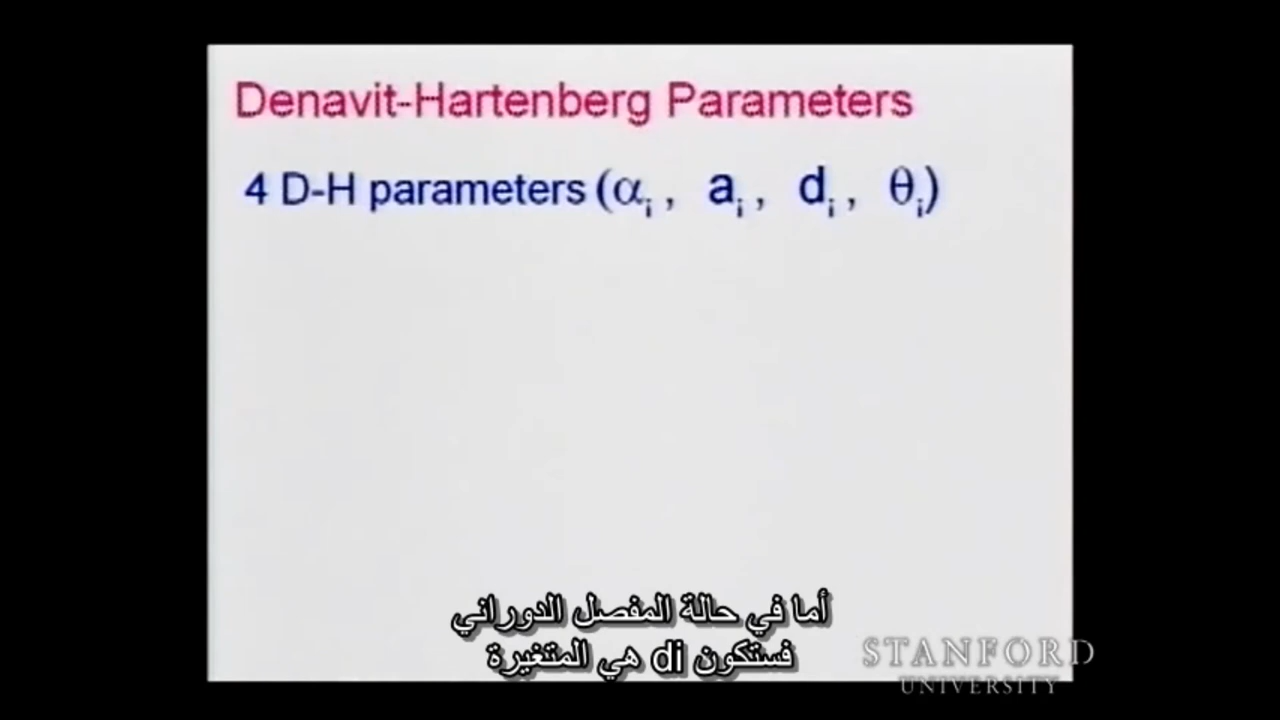 Denavit-Hartenberg Parameters
4 D-H parameters (αᵢ , aᵢ , dᵢ , θᵢ)
أما في حالة المفصل الدوراني
فستكون di هي المتغيرة
STANFORD
UNIVERSITY